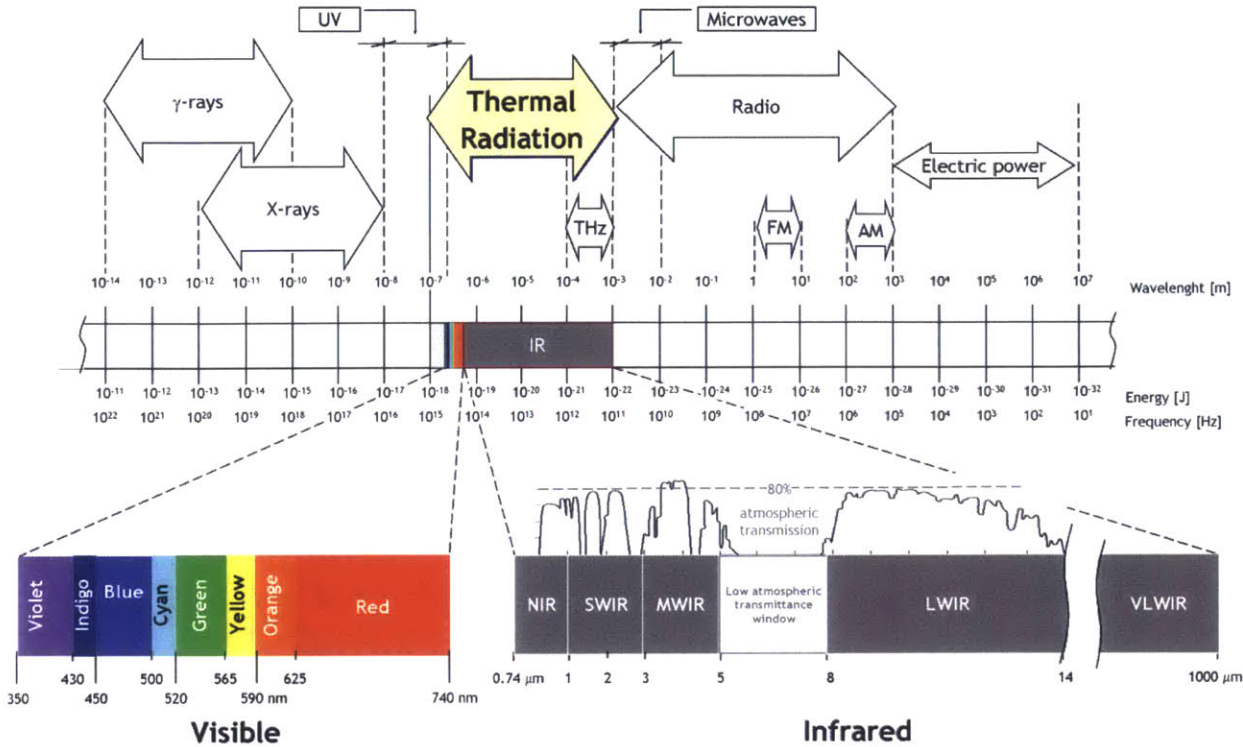 UV
Microwaves
γ-rays
Thermal
Radiation
Radio
Electric power
X-rays
THz
FM
AM
10⁻¹⁴ 10⁻¹³ 10⁻¹² 10⁻¹¹ 10⁻¹⁰ 10⁻⁹ 10⁻⁸ 10⁻⁷ 10⁻⁶ 10⁻⁵ 10⁻⁴ 10⁻³ 10⁻² 10⁻¹ 1 10¹ 10² 10³ 10⁴ 10⁵ 10⁶ 10⁷
Wavelenght [m]
IR
10⁻¹¹ 10⁻¹² 10⁻¹³ 10⁻¹⁴ 10⁻¹⁵ 10⁻¹⁶ 10⁻¹⁷ 10⁻¹⁸ 10⁻¹⁹ 10⁻²⁰ 10⁻²¹ 10⁻²² 10⁻²³ 10⁻²⁴ 10⁻²⁵ 10⁻²⁶ 10⁻²⁷ 10⁻²⁸ 10⁻²⁹ 10⁻³⁰ 10⁻³¹ 10⁻³²
Energy [J]
10²² 10²¹ 10²⁰ 10¹⁹ 10¹⁸ 10¹⁷ 10¹⁶ 10¹⁵ 10¹⁴ 10¹³ 10¹² 10¹¹ 10¹⁰ 10⁹ 10⁸ 10⁷ 10⁶ 10⁵ 10⁴ 10³ 10² 10¹
Frequency [Hz]
80%
atmospheric
transmission
Violet
Indigo
Blue
Cyan
Green
Yellow
Orange
Red
350 430 450 500 520 565 590 nm 625 740 nm
Visible
NIR
SWIR
MWIR
Low atmospheric
transmittance
window
LWIR
VLWIR
0.74 μm 1 2 3 5 8 14 1000 μm
Infrared